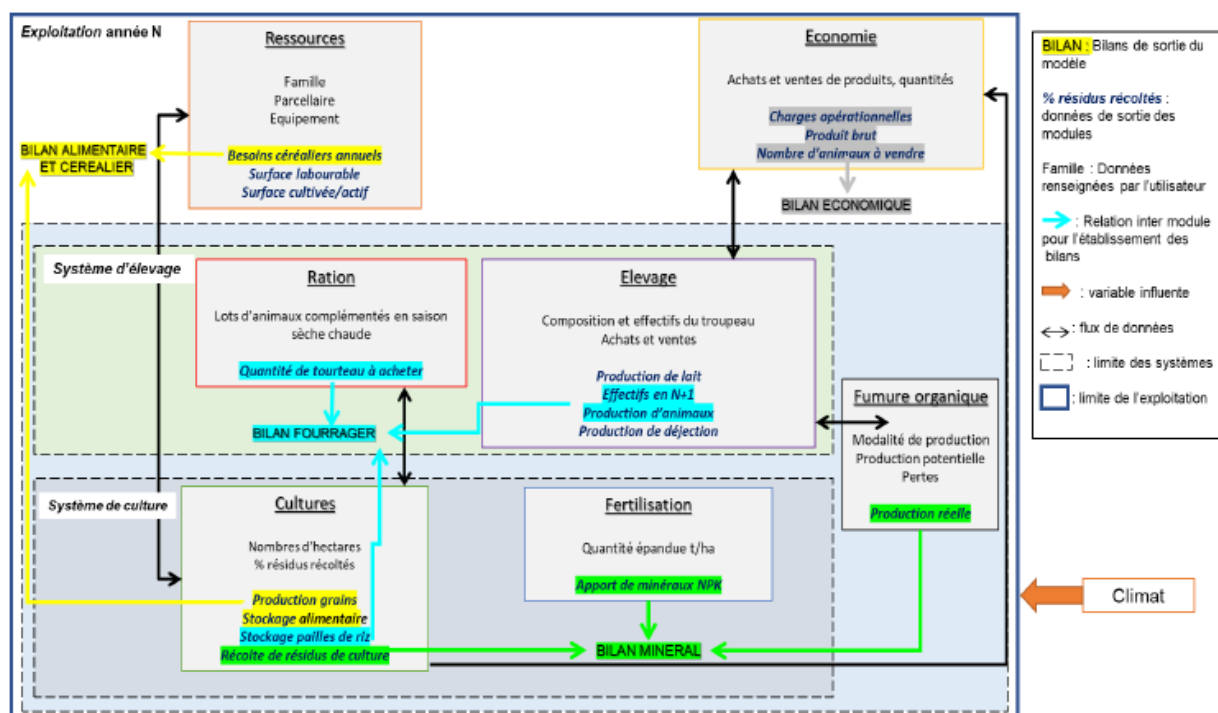 Exploitation année N
Ressources
Famille
Parcellaire
Equipement
Besoins céréaliers annuels
Surface labourable
Surface cultivée/actif
BILAN ALIMENTAIRE
ET CEREALIER
Economie
Achats et ventes de produits, quantités
Charges opérationnelles
Produit brut
Nombre d'animaux à vendre
BILAN ECONOMIQUE
Système d'élevage
Ration
Lots d'animaux complémentés en saison
sèche chaude
Quantité de tourteau à acheter
BILAN FOURRAGER
Elevage
Composition et effectifs du troupeau
Achats et ventes
Production de lait
Effectifs en N+1
Production d'animaux
Production de déjection
Fumure organique
Modalité de production
Production potentielle
Pertes
Production réelle
Système de culture
Cultures
Nombres d'hectares
% résidus récoltés
Production grains
Stockage alimentaire
Stockage pailles de riz
Récolte de résidus de culture
Fertilisation
Quantité épandue t/ha
Apport de minéraux NPK
BILAN MINERAL
Climat
BILAN : Bilans de sortie du
modèle
% résidus récoltés :
données de sortie des
modules
Famille : Données
renseignées par l'utilisateur
: Relation inter module
pour l'établissement des
bilans
: variable influente
: flux de données
: limite des systèmes
: limite de l'exploitation